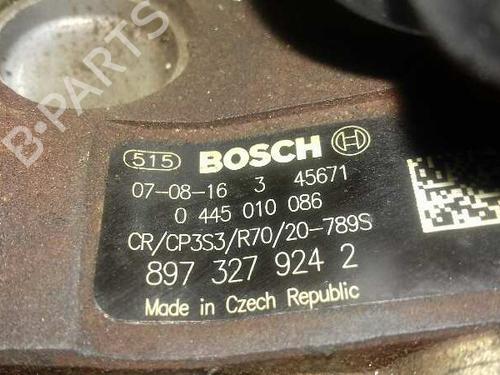 B-PARTS
515 BOSCH
07-08-16 3 45671
0 445 010 086
CR/CP3S3/R70/20-789S
897 327 924 2
Made in Czech Republic